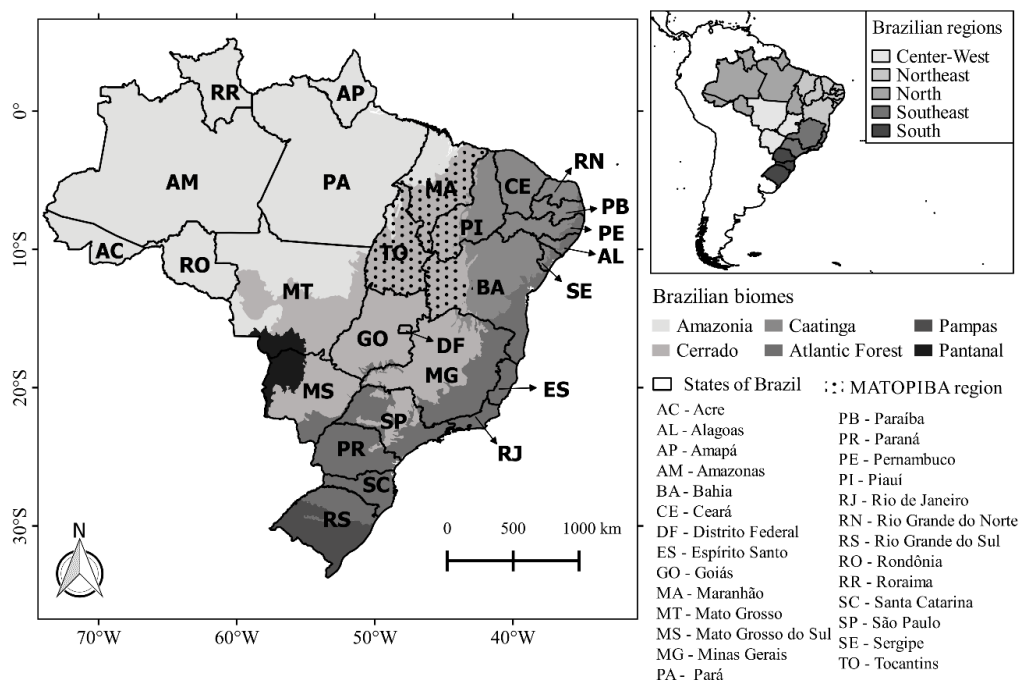 RR
AP
AM
PA
MA
CE
RN
PB
PI
PE
AC
TO
AL
RO
BA
SE
MT
GO
DF
MG
ES
MS
SP
RJ
PR
SC
RS
0°
10°S
20°S
30°S
70°W
60°W
50°W
40°W
N
0
500
1000 km
Brazilian regions
Center-West
Northeast
North
Southeast
South
Brazilian biomes
Amazonia
Caatinga
Pampas
Cerrado
Atlantic Forest
Pantanal
States of Brazil
MATOPIBA region
AC - Acre
AL - Alagoas
AP - Amapá
AM - Amazonas
BA - Bahia
CE - Ceará
DF - Distrito Federal
ES - Espírito Santo
GO - Goiás
MA - Maranhão
MT - Mato Grosso
MS - Mato Grosso do Sul
MG - Minas Gerais
PA - Pará
PB - Paraíba
PR - Paraná
PE - Pernambuco
PI - Piauí
RJ - Rio de Janeiro
RN - Rio Grande do Norte
RS - Rio Grande do Sul
RO - Rondônia
RR - Roraima
SC - Santa Catarina
SP - São Paulo
SE - Sergipe
TO - Tocantins